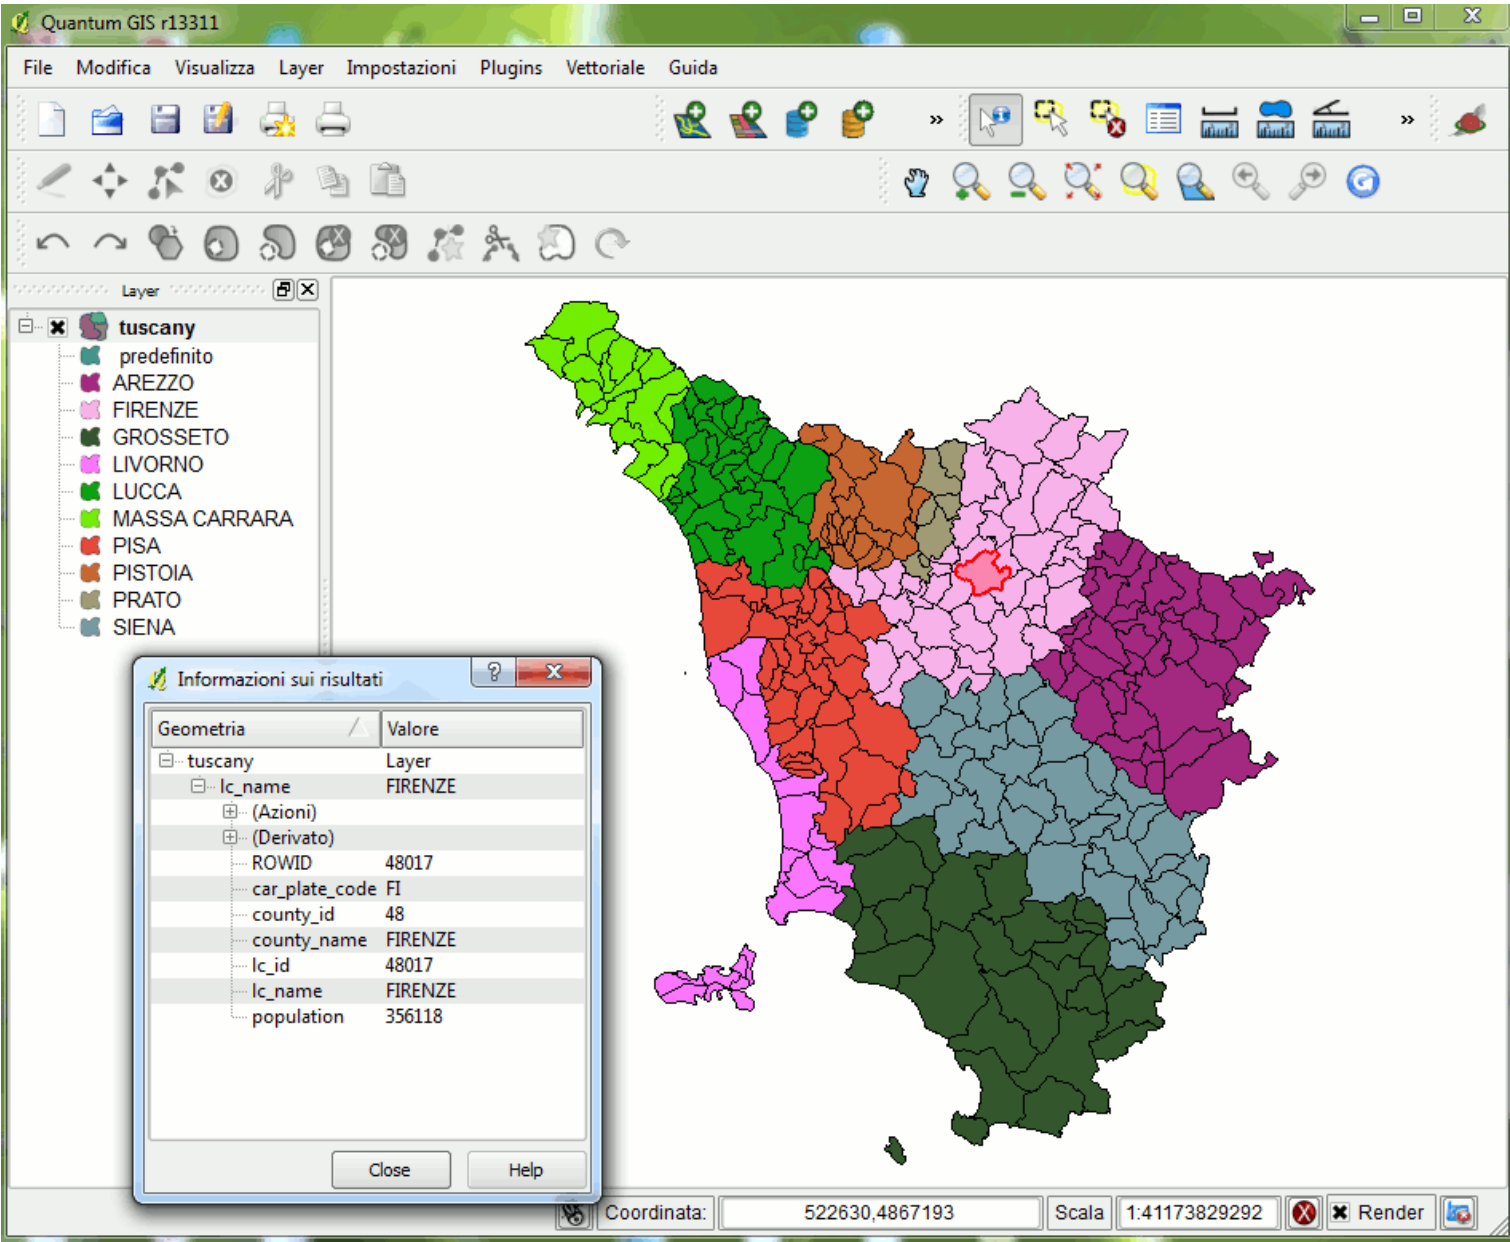 Quantum GIS r13311
File Modifica Visualizza Layer Impostazioni Plugins Vettoriale Guida
Layer
tuscany
predefinito
AREZZO
FIRENZE
GROSSETO
LIVORNO
LUCCA
MASSA CARRARA
PISA
PISTOIA
PRATO
SIENA
Informazioni sui risultati
Geometria Valore
tuscany Layer
lc_name FIRENZE
(Azioni)
(Derivato)
ROWID 48017
car_plate_code FI
county_id 48
county_name FIRENZE
lc_id 48017
lc_name FIRENZE
population 356118
Close Help
Coordinata: 522630,4867193 Scala 1:41173829292 Render